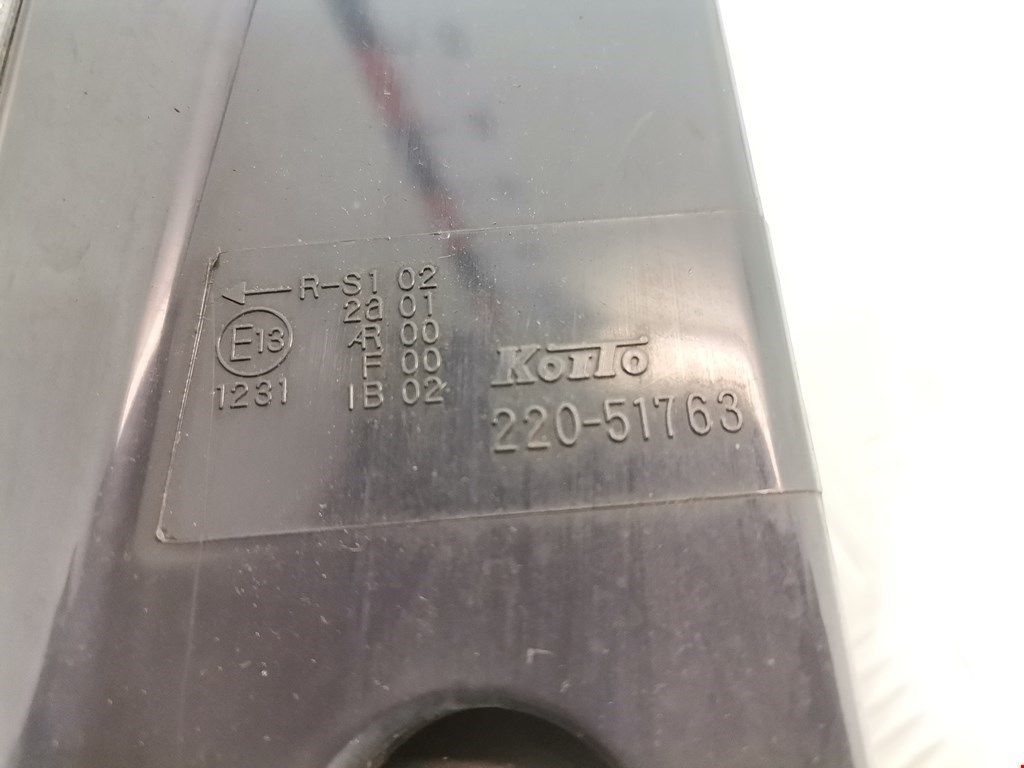 ← R-S1 02
2a 01
AR 00
F 00
IB 02
E13
1231
KOITO
220-51763